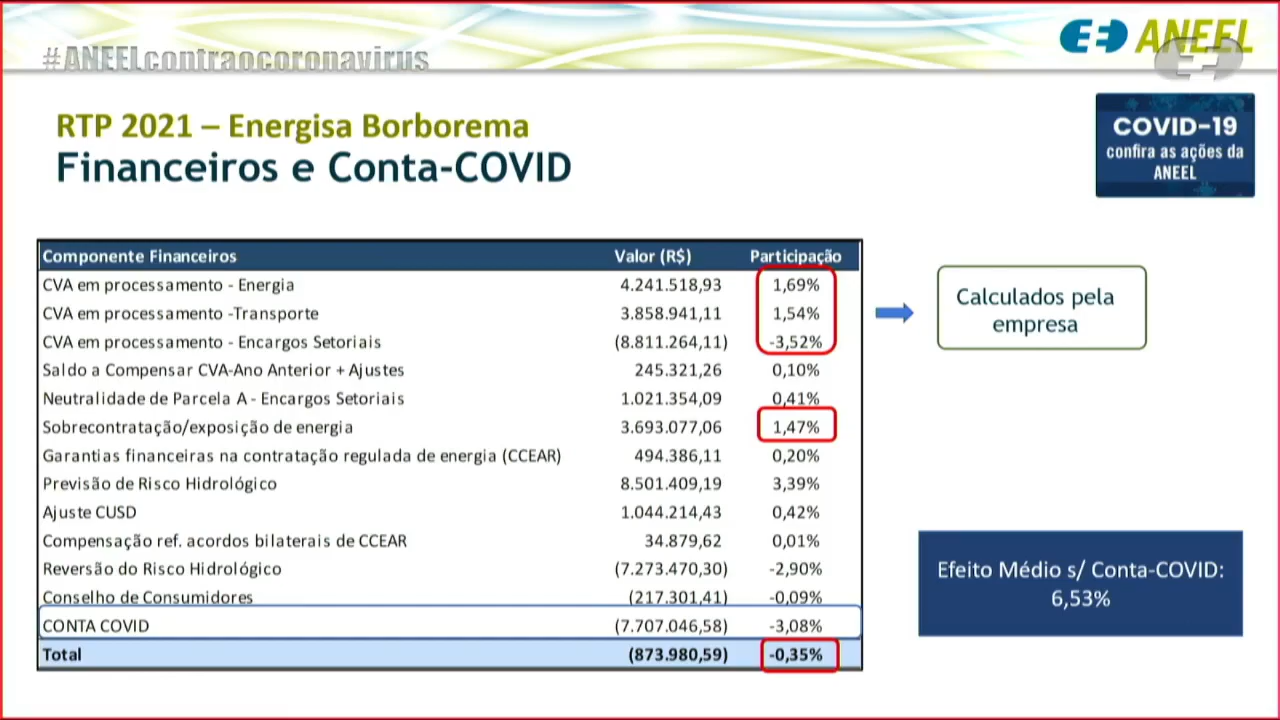 #ANEELcontraocoronavirus
ANEEL
COVID-19
confira as ações da
ANEEL
RTP 2021 – Energisa Borborema
Financeiros e Conta-COVID
Componente Financeiros Valor (R$) Participação
CVA em processamento - Energia 4.241.518,93 1,69%
CVA em processamento -Transporte 3.858.941,11 1,54%
CVA em processamento - Encargos Setoriais (8.811.264,11) -3,52%
Saldo a Compensar CVA-Ano Anterior + Ajustes 245.321,26 0,10%
Neutralidade de Parcela A - Encargos Setoriais 1.021.354,09 0,41%
Sobrecontratação/exposição de energia 3.693.077,06 1,47%
Garantias financeiras na contratação regulada de energia (CCEAR) 494.386,11 0,20%
Previsão de Risco Hidrológico 8.501.409,19 3,39%
Ajuste CUSD 1.044.214,43 0,42%
Compensação ref. acordos bilaterais de CCEAR 34.879,62 0,01%
Reversão do Risco Hidrológico (7.273.470,30) -2,90%
Conselho de Consumidores (217.301,41) -0,09%
CONTA COVID (7.707.046,58) -3,08%
Total (873.980,59) -0,35%
Calculados pela
empresa
Efeito Médio s/ Conta-COVID:
6,53%